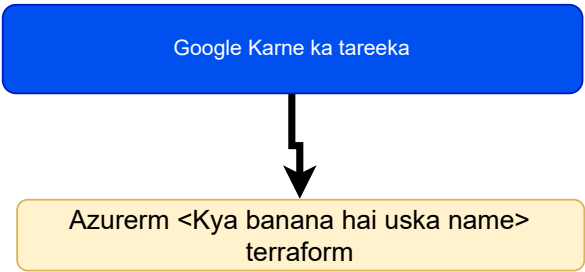 Google Karne ka tareeka
Azurerm <Kya banana hai uska name>
terraform